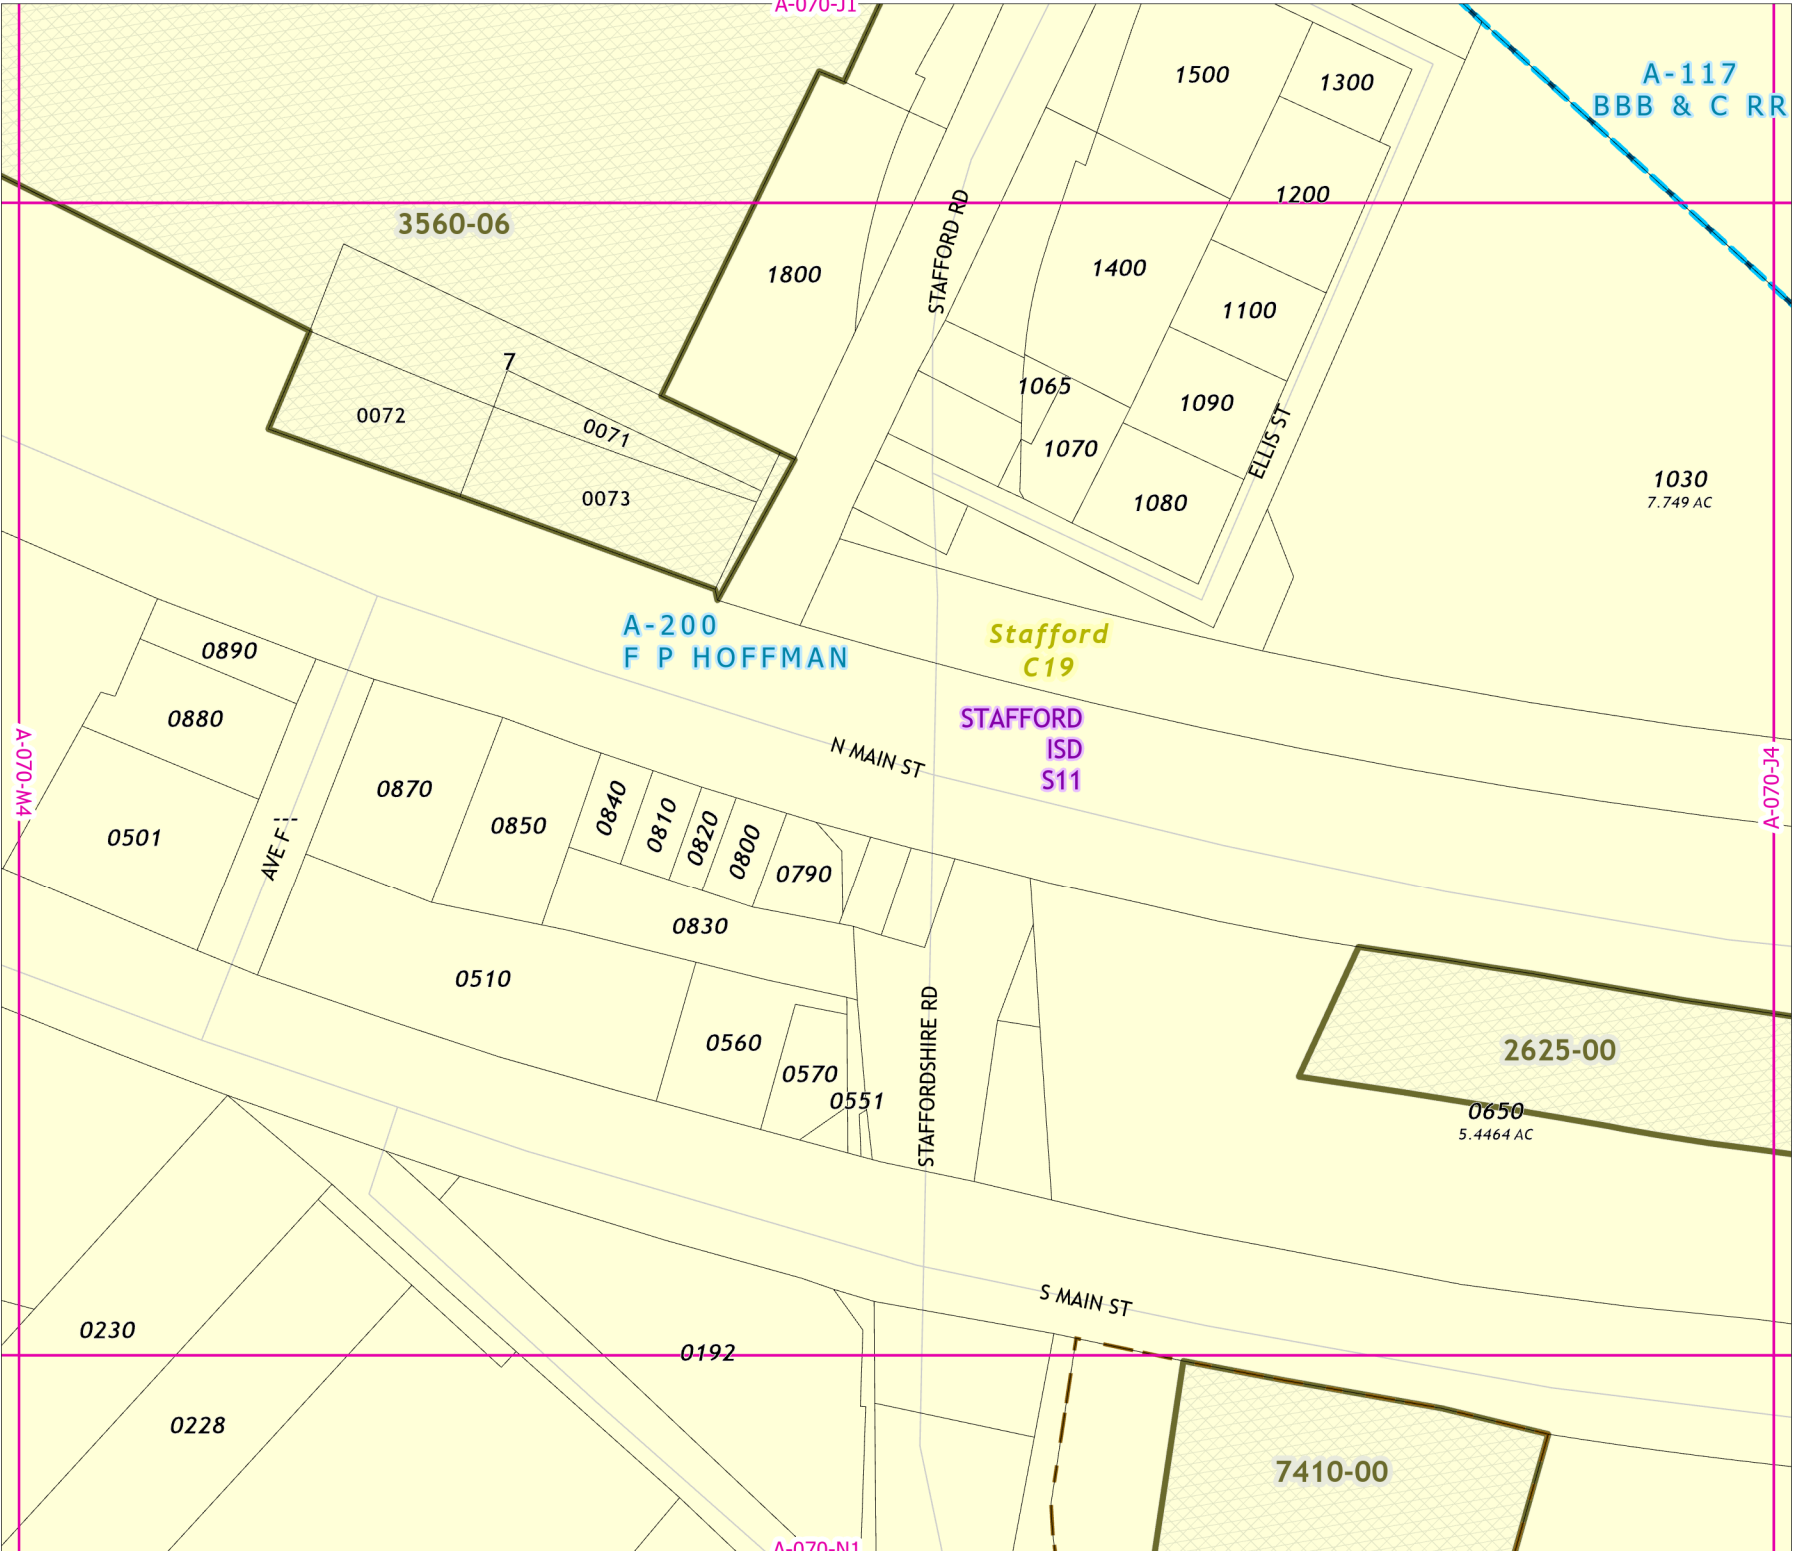 A-070-J1
1500
1300
A-117
BBB & C RR
1200
STAFFORD RD
3560-06
1800
1400
1100
7
1065
0072
0071
1090
ELLIS ST
1070
0073
1080
1030
7.749 AC
A-200
F P HOFFMAN
Stafford
C19
STAFFORD
ISD
S11
0890
0880
N MAIN ST
A-070-M4
A-070-J4
0870
0840
0810
0820
0800
0850
0501
AVE F
0790
0830
0510
STAFFORDSHIRE RD
0560
0570
0551
2625-00
0650
5.4464 AC
S MAIN ST
0230
0192
0228
7410-00
A-070-N1